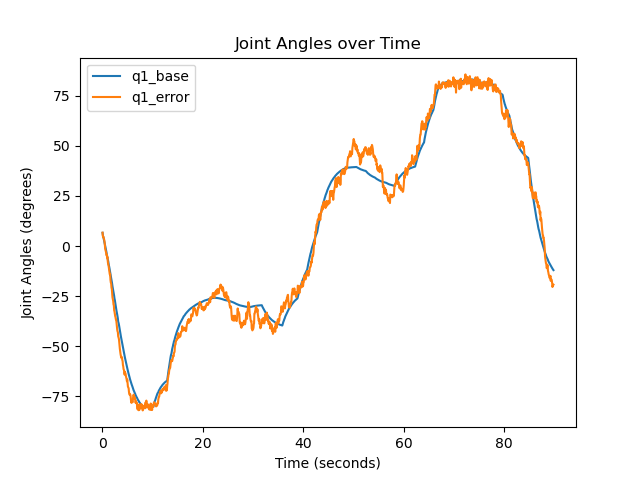 Joint Angles over Time
q1_base
q1_error
Joint Angles (degrees)
75
50
25
0
−25
−50
−75
0 20 40 60 80
Time (seconds)